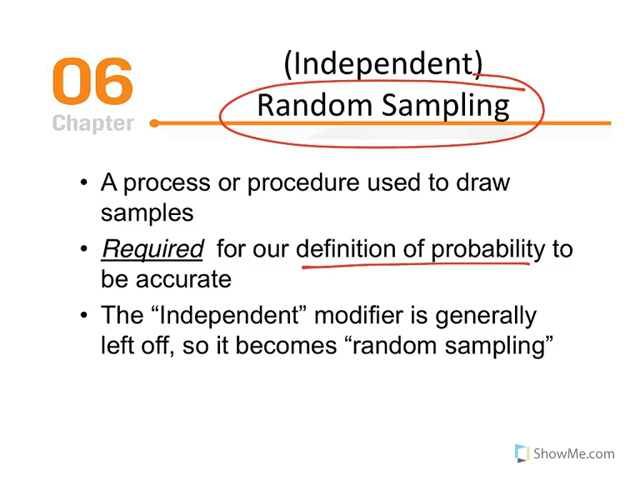 06
Chapter
(Independent)
Random Sampling
• A process or procedure used to draw
samples
• Required for our definition of probability to
be accurate
• The “Independent” modifier is generally
left off, so it becomes “random sampling”
ShowMe.com